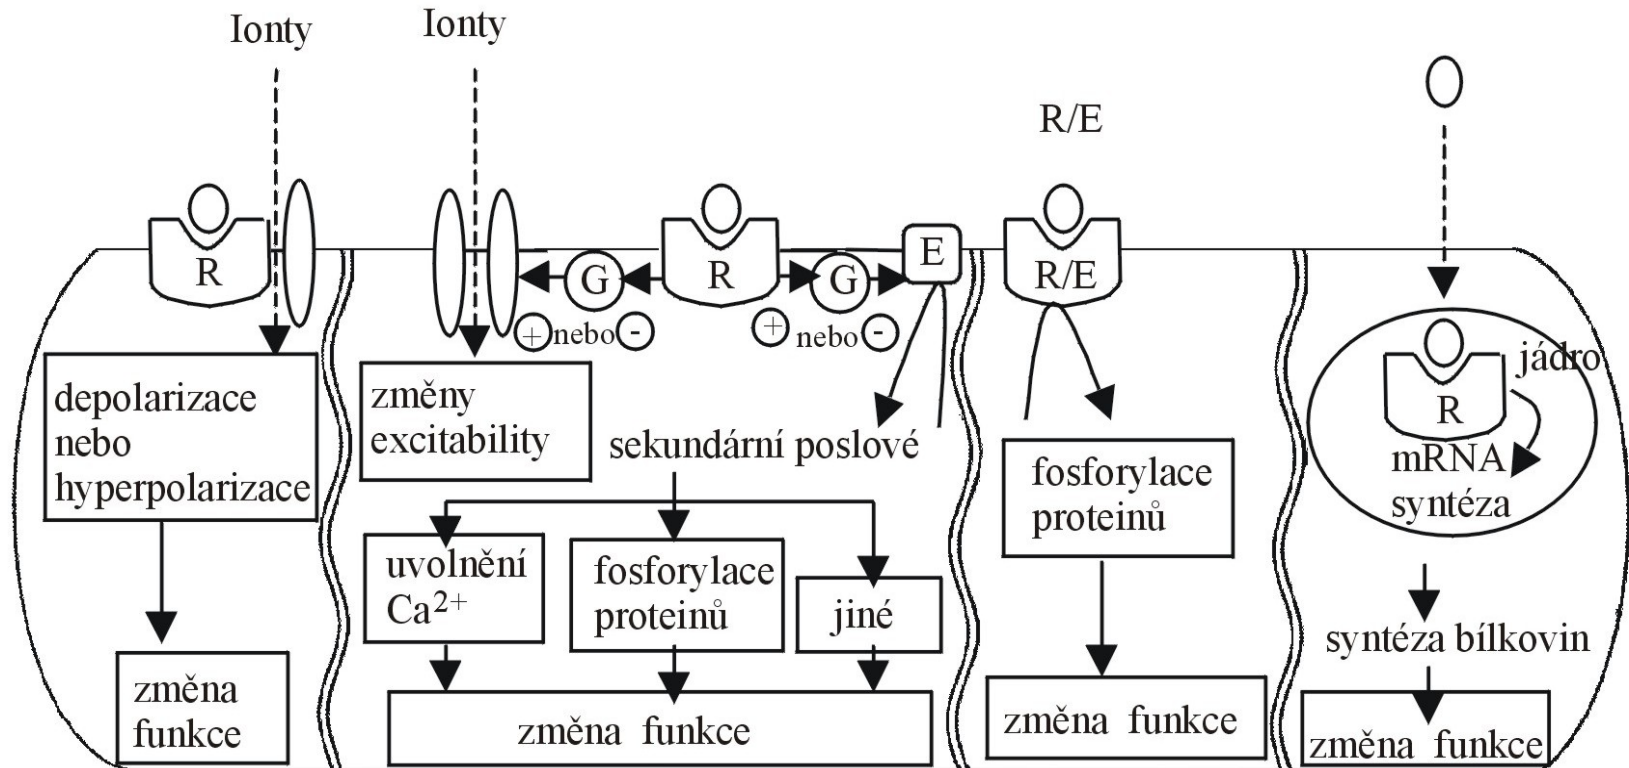 Ionty
Ionty
R/E
R
G
R
G
E
R/E
+ nebo -
+ nebo -
depolarizace
nebo
hyperpolarizace
změna
funkce
změny
excitability
sekundární poslové
uvolnění
Ca²⁺
fosforylace
proteinů
jiné
změna funkce
fosforylace
proteinů
změna funkce
jádro
R
mRNA
syntéza
syntéza bílkovin
změna funkce